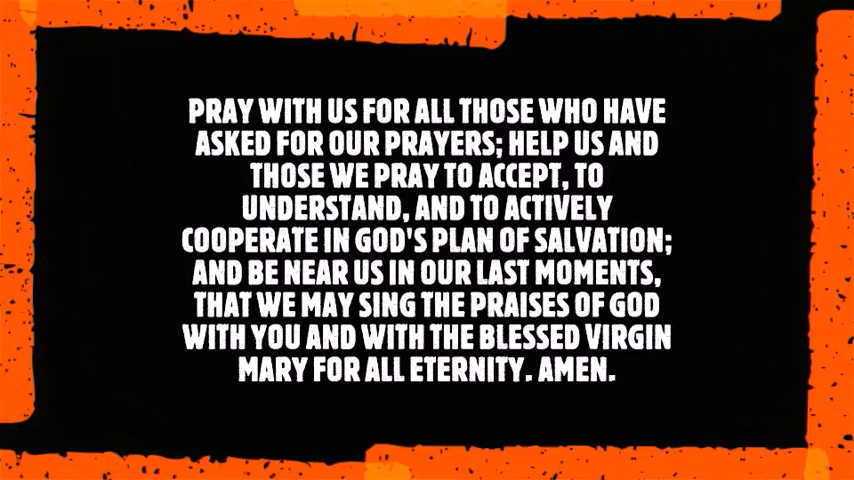 PRAY WITH US FOR ALL THOSE WHO HAVE
ASKED FOR OUR PRAYERS; HELP US AND
THOSE WE PRAY TO ACCEPT, TO
UNDERSTAND, AND TO ACTIVELY
COOPERATE IN GOD'S PLAN OF SALVATION;
AND BE NEAR US IN OUR LAST MOMENTS,
THAT WE MAY SING THE PRAISES OF GOD
WITH YOU AND WITH THE BLESSED VIRGIN
MARY FOR ALL ETERNITY. AMEN.